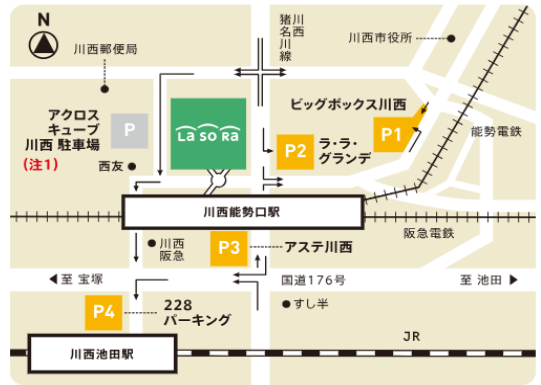 N
川西郵便局
猪名川線
川西
川西市役所
アクロス
キューブ
川西 駐車場
(注1)
P
La SO Ra
ビッグボックス川西
P1
P2
ラ・ラ・
グランデ
能勢電鉄
西友
川西能勢口駅
阪急電鉄
川西
阪急
P3
アステ川西
至 宝塚
国道176号
至 池田
P4
228
パーキング
すし半
川西池田駅
JR